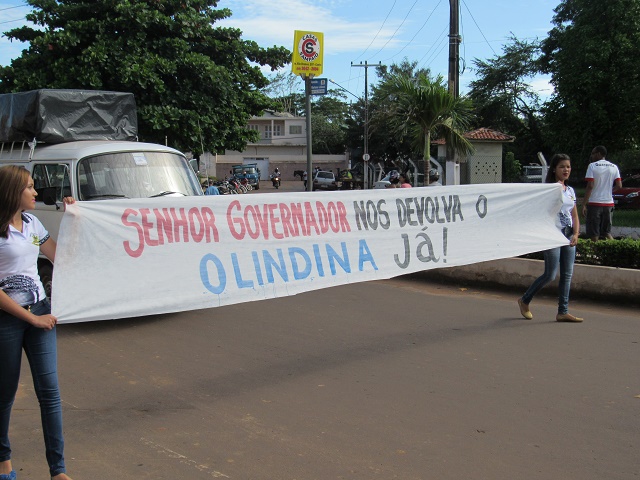 SENHOR GOVERNADOR NOS DEVOLVA O
OLINDINA JÁ!